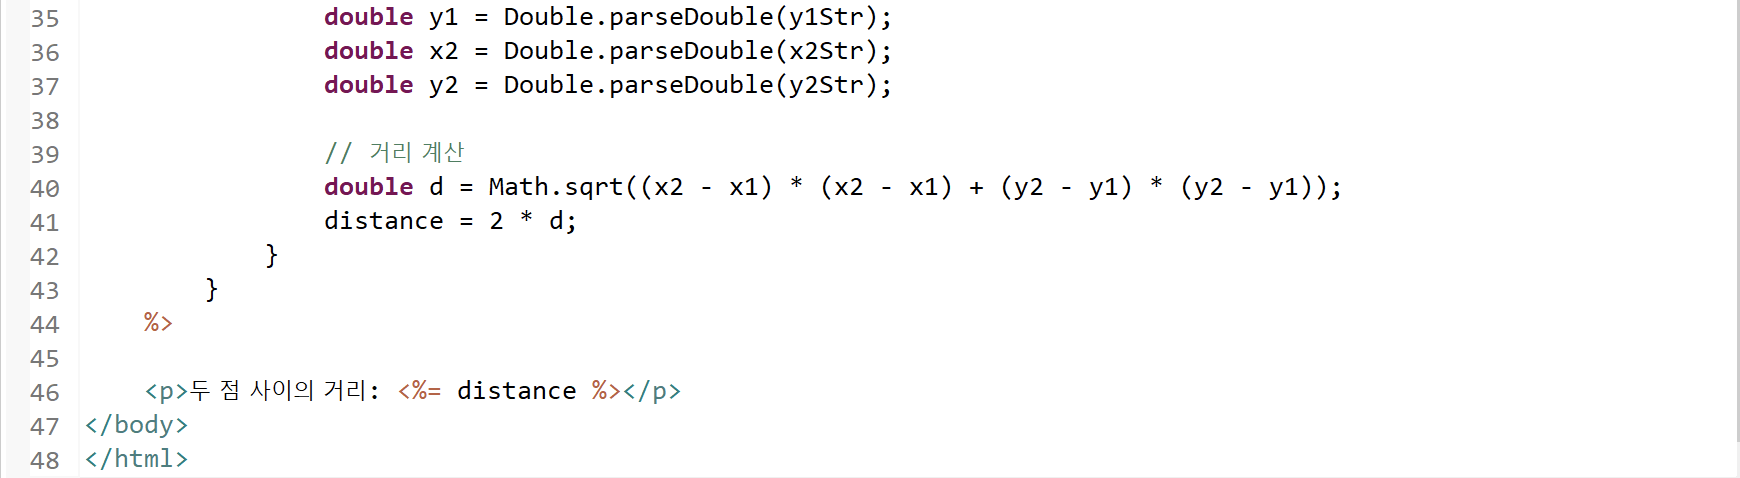 35                double y1 = Double.parseDouble(y1Str);
36                double x2 = Double.parseDouble(x2Str);
37                double y2 = Double.parseDouble(y2Str);
38
39                // 거리 계산
40                double d = Math.sqrt((x2 - x1) * (x2 - x1) + (y2 - y1) * (y2 - y1));
41                distance = 2 * d;
42            }
43        }
44    %>
45
46    <p>두 점 사이의 거리: <%= distance %></p>
47 </body>
48 </html>